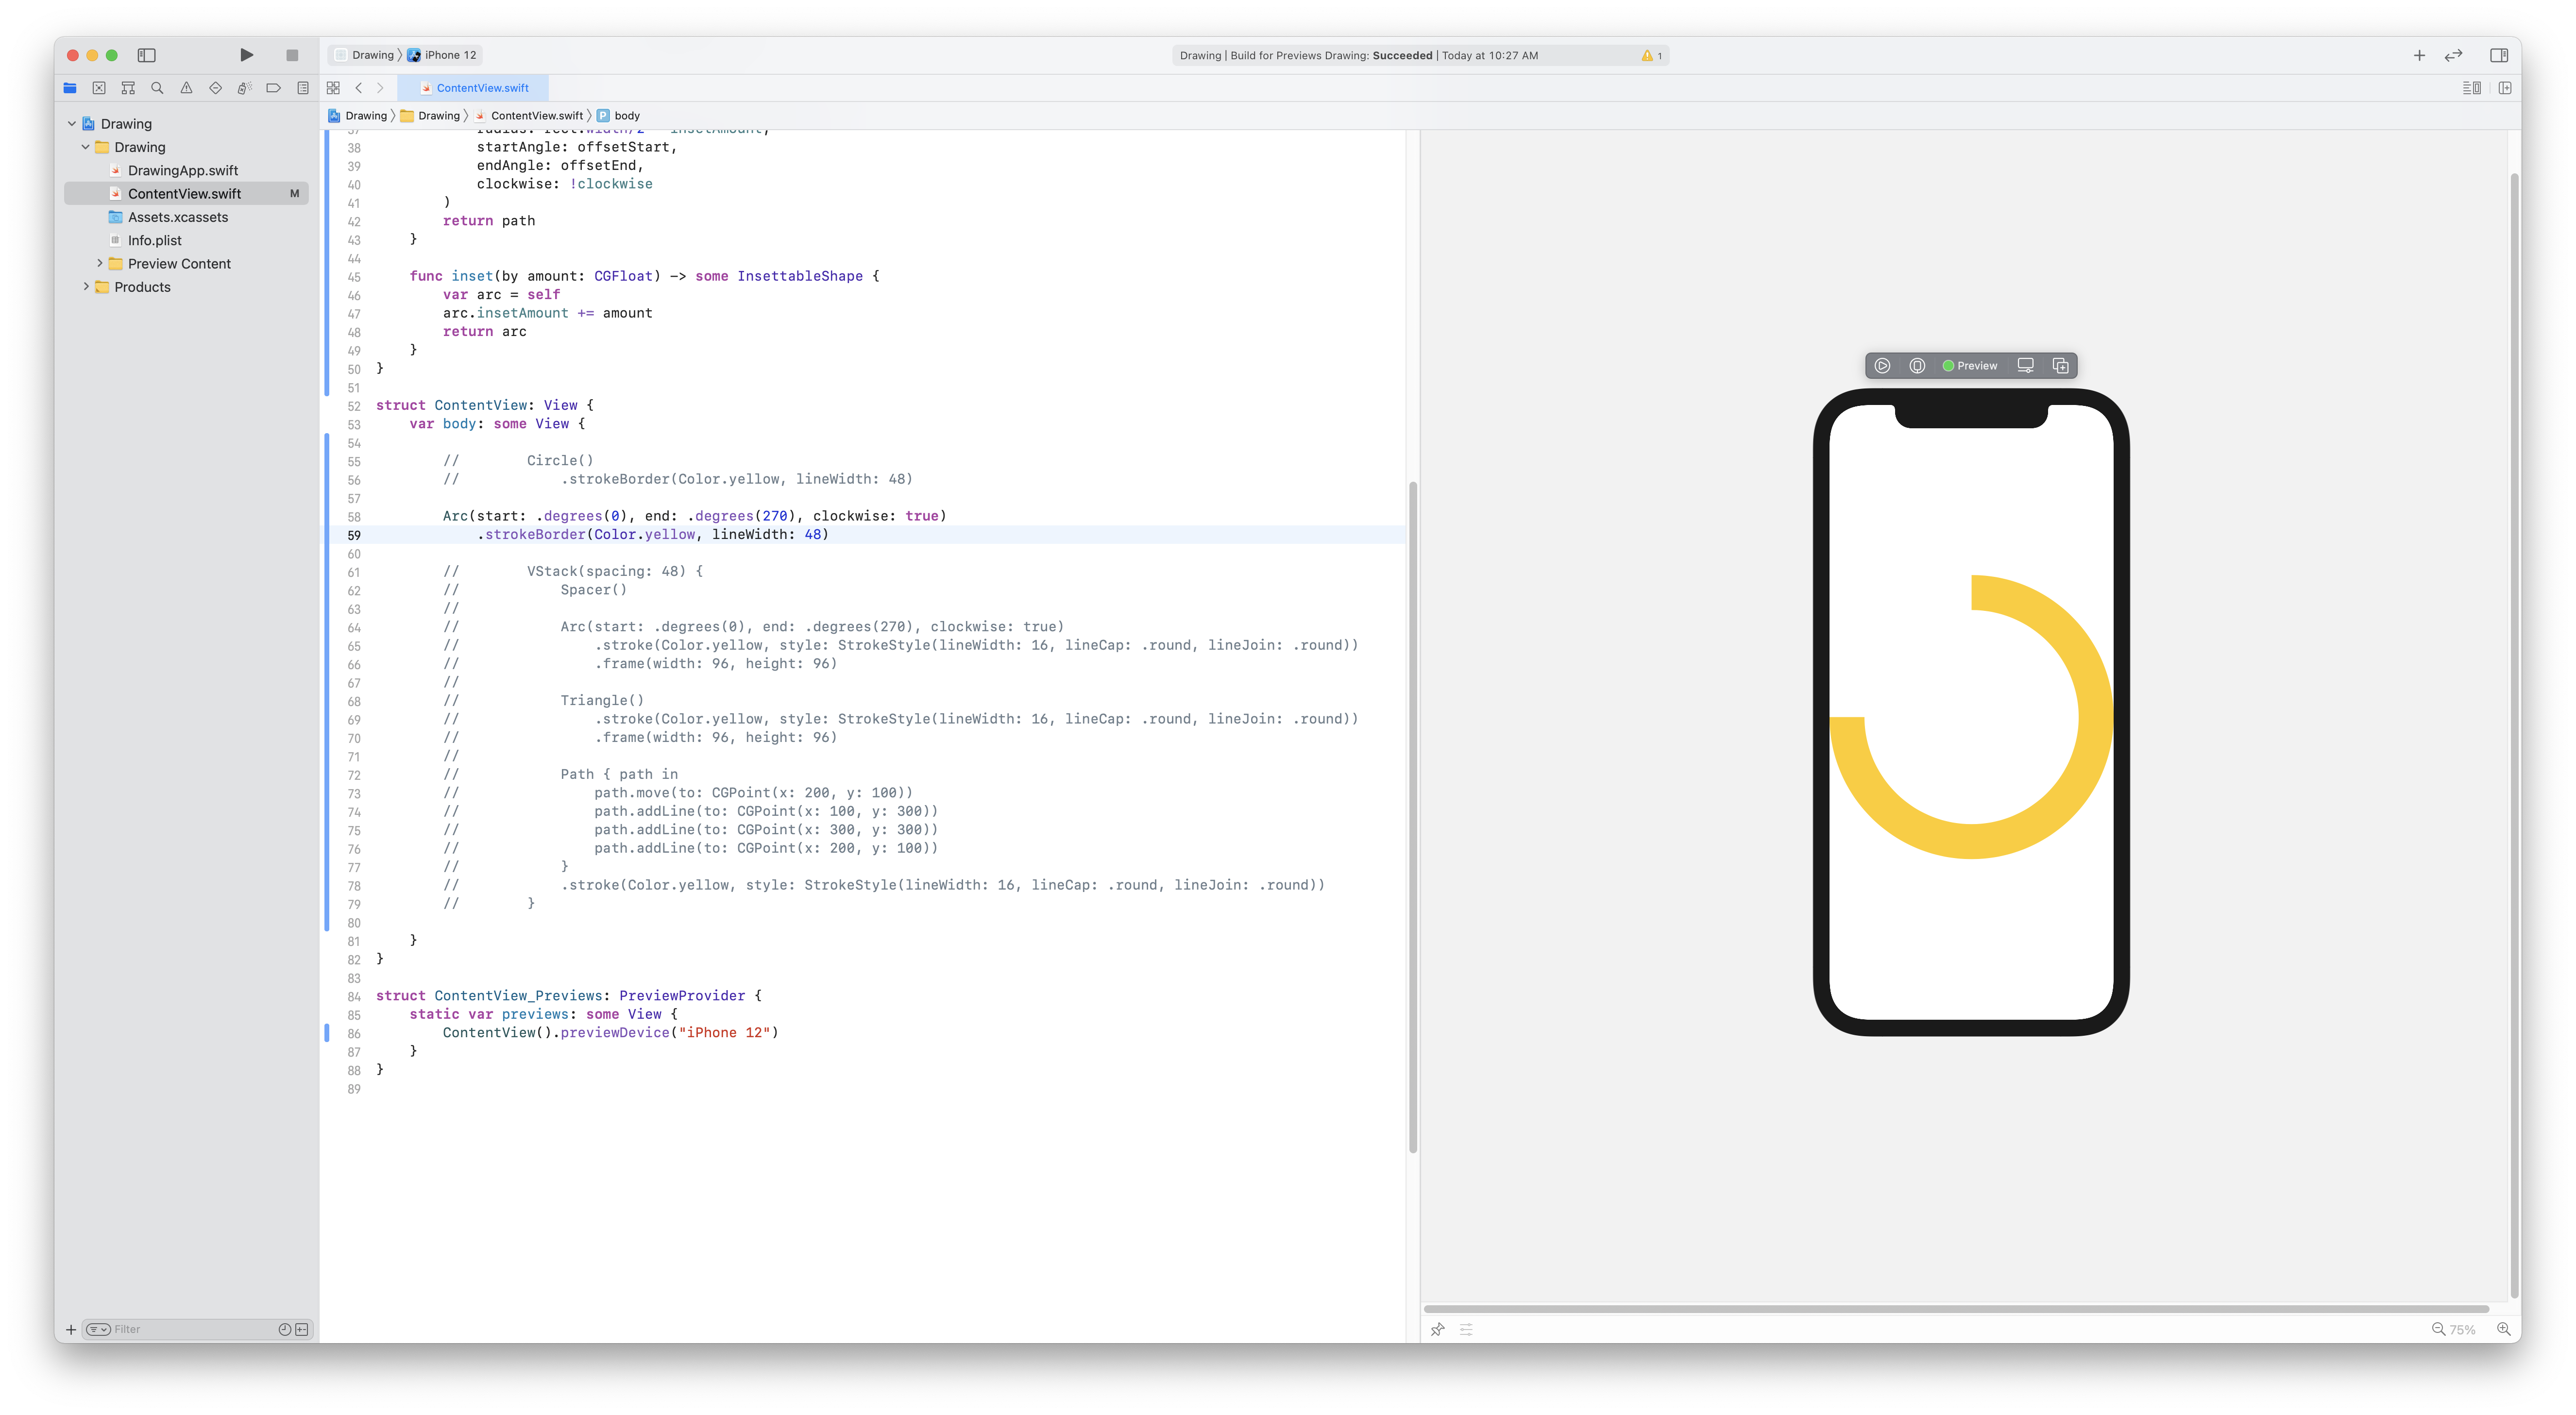 Drawing 〉 iPhone 12
Drawing | Build for Previews Drawing: Succeeded | Today at 10:27 AM
1
ContentView.swift
Drawing 〉 Drawing 〉 ContentView.swift 〉 P body
Drawing
Drawing
DrawingApp.swift
ContentView.swift M
Assets.xcassets
Info.plist
Preview Content
Products
Filter
37 radius: rect.width/2 - insetAmount,
38 startAngle: offsetStart,
39 endAngle: offsetEnd,
40 clockwise: !clockwise
41 )
42 return path
43 }
44
45 func inset(by amount: CGFloat) -> some InsettableShape {
46 var arc = self
47 arc.insetAmount += amount
48 return arc
49 }
50 }
51
52 struct ContentView: View {
53 var body: some View {
54
55 // Circle()
56 // .strokeBorder(Color.yellow, lineWidth: 48)
57
58 Arc(start: .degrees(0), end: .degrees(270), clockwise: true)
59 .strokeBorder(Color.yellow, lineWidth: 48)
60
61 // VStack(spacing: 48) {
62 // Spacer()
63 //
64 // Arc(start: .degrees(0), end: .degrees(270), clockwise: true)
65 // .stroke(Color.yellow, style: StrokeStyle(lineWidth: 16, lineCap: .round, lineJoin: .round))
66 // .frame(width: 96, height: 96)
67 //
68 // Triangle()
69 // .stroke(Color.yellow, style: StrokeStyle(lineWidth: 16, lineCap: .round, lineJoin: .round))
70 // .frame(width: 96, height: 96)
71 //
72 // Path { path in
73 // path.move(to: CGPoint(x: 200, y: 100))
74 // path.addLine(to: CGPoint(x: 100, y: 300))
75 // path.addLine(to: CGPoint(x: 300, y: 300))
76 // path.addLine(to: CGPoint(x: 200, y: 100))
77 // }
78 // .stroke(Color.yellow, style: StrokeStyle(lineWidth: 16, lineCap: .round, lineJoin: .round))
79 // }
80
81 }
82 }
83
84 struct ContentView_Previews: PreviewProvider {
85 static var previews: some View {
86 ContentView().previewDevice("iPhone 12")
87 }
88 }
89
Preview
75%